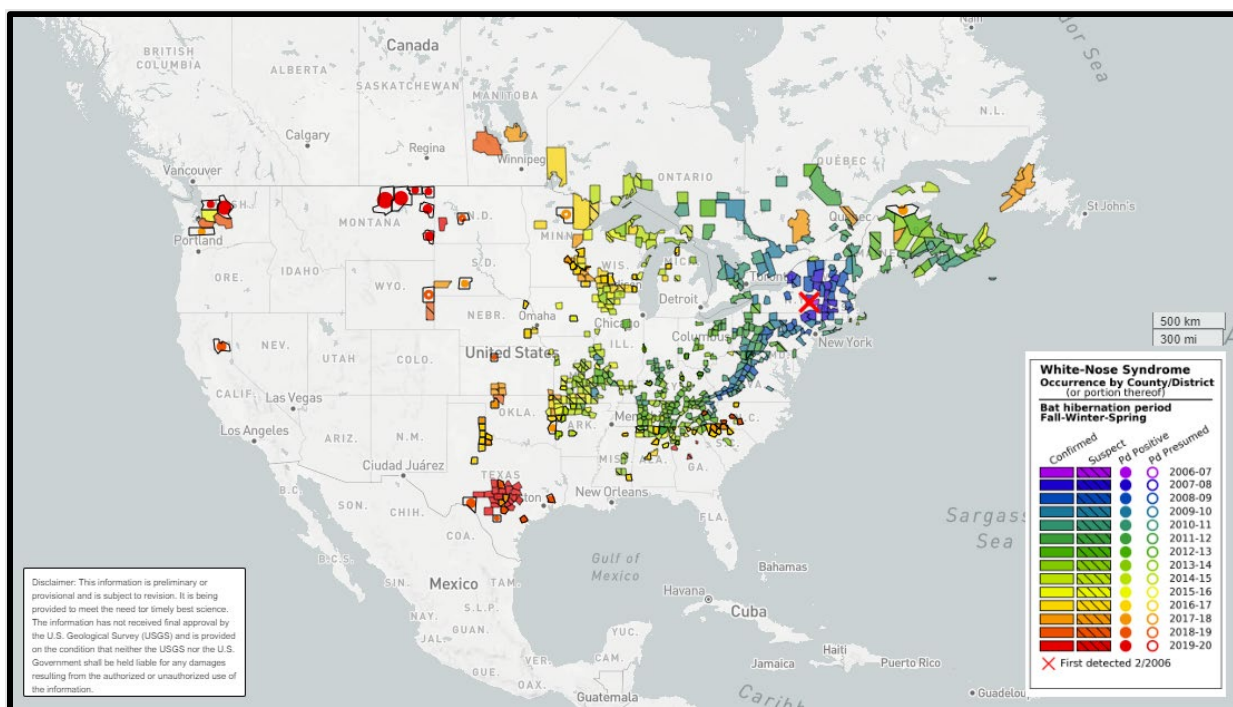 Canada
Nain
BRITISH
COLUMBIA
ALBERTA
SASKATCHEWAN
MANITOBA
N.L.
Calgary
Regina
Winnipeg
ONTARIO
QUÉBEC
Vancouver
St John's
Québec
MONTANA
N.D.
MINN
MAINE
Portland
S.D.
WIS.
MICH.
Toronto
ORE.
IDAHO
WYO.
Detroit
NEBR.
Omaha
Chicago
New York
Columbus
NEV.
UTAH
COLO.
United States
ILL.
MD.
CALIF.
Las Vegas
OKLA.
ARK.
Los Angeles
ARIZ.
N.M.
MISS.
ALA.
GA.
Ciudad Juárez
TEXAS
New Orleans
B.C.
SON.
CHIH.
FLA.
COA.
B.C.S.
Gulf of
Mexico
Bahamas
Mexico
SIN.
TAM.
Havana
Cuba
NAY.
S.L.P.
JAL.
GUAN.
YUC.
VER.
CAM.
Haiti
Jamaica
Puerto Rico
GUE.
OAX.
Guatemala
Sea
500 km
300 mi
White-Nose Syndrome
Occurrence by County/District
(or portion thereof)
Bat hibernation period
Fall-Winter-Spring
Confirmed
Suspect
Pd Positive
Pd Presumed
2006-07
2007-08
2008-09
2009-10
2010-11
2011-12
2012-13
2013-14
2014-15
2015-16
2016-17
2017-18
2018-19
2019-20
First detected 2/2006
Disclaimer: This information is preliminary or
provisional and is subject to revision. It is being
provided to meet the need tor timely best science.
The information has not received final approval by
the U.S. Geological Survey (USGS) and is provided
on the condition that neither the USGS nor the U.S.
Government shall be held liable for any damages
resulting from the authorized or unauthorized use of
the information.